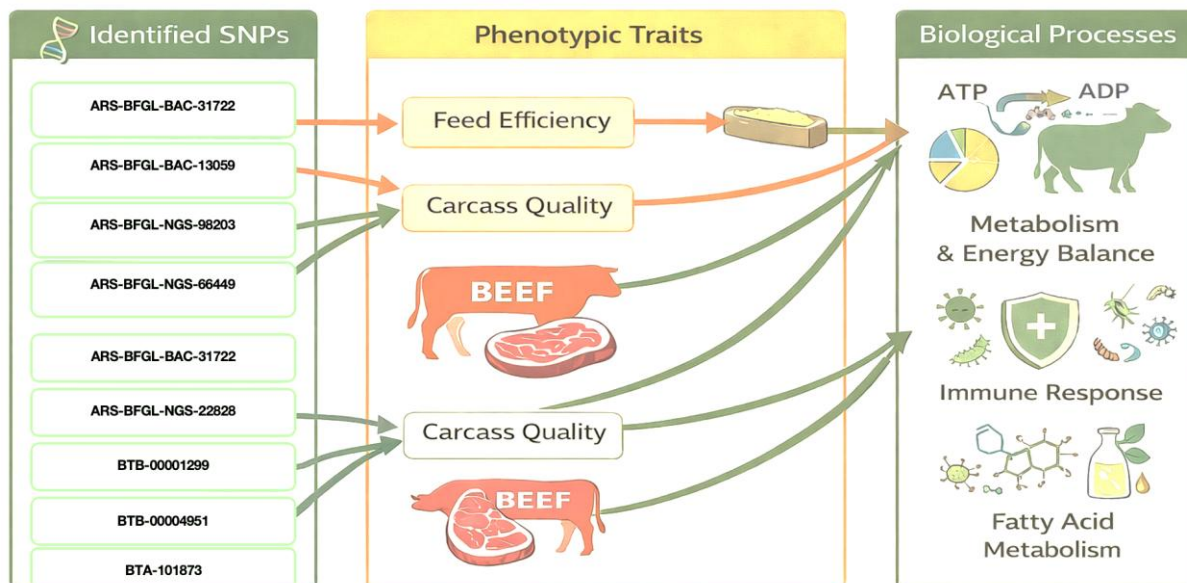 Identified SNPs
ARS-BFGL-BAC-31722
ARS-BFGL-BAC-13059
ARS-BFGL-NGS-98203
ARS-BFGL-NGS-66449
ARS-BFGL-BAC-31722
ARS-BFGL-NGS-22828
BTB-00001299
BTB-00004951
BTA-101873
Phenotypic Traits
Feed Efficiency
Carcass Quality
BEEF
Carcass Quality
BEEF
Biological Processes
ATP
ADP
Metabolism
& Energy Balance
Immune Response
Fatty Acid
Metabolism